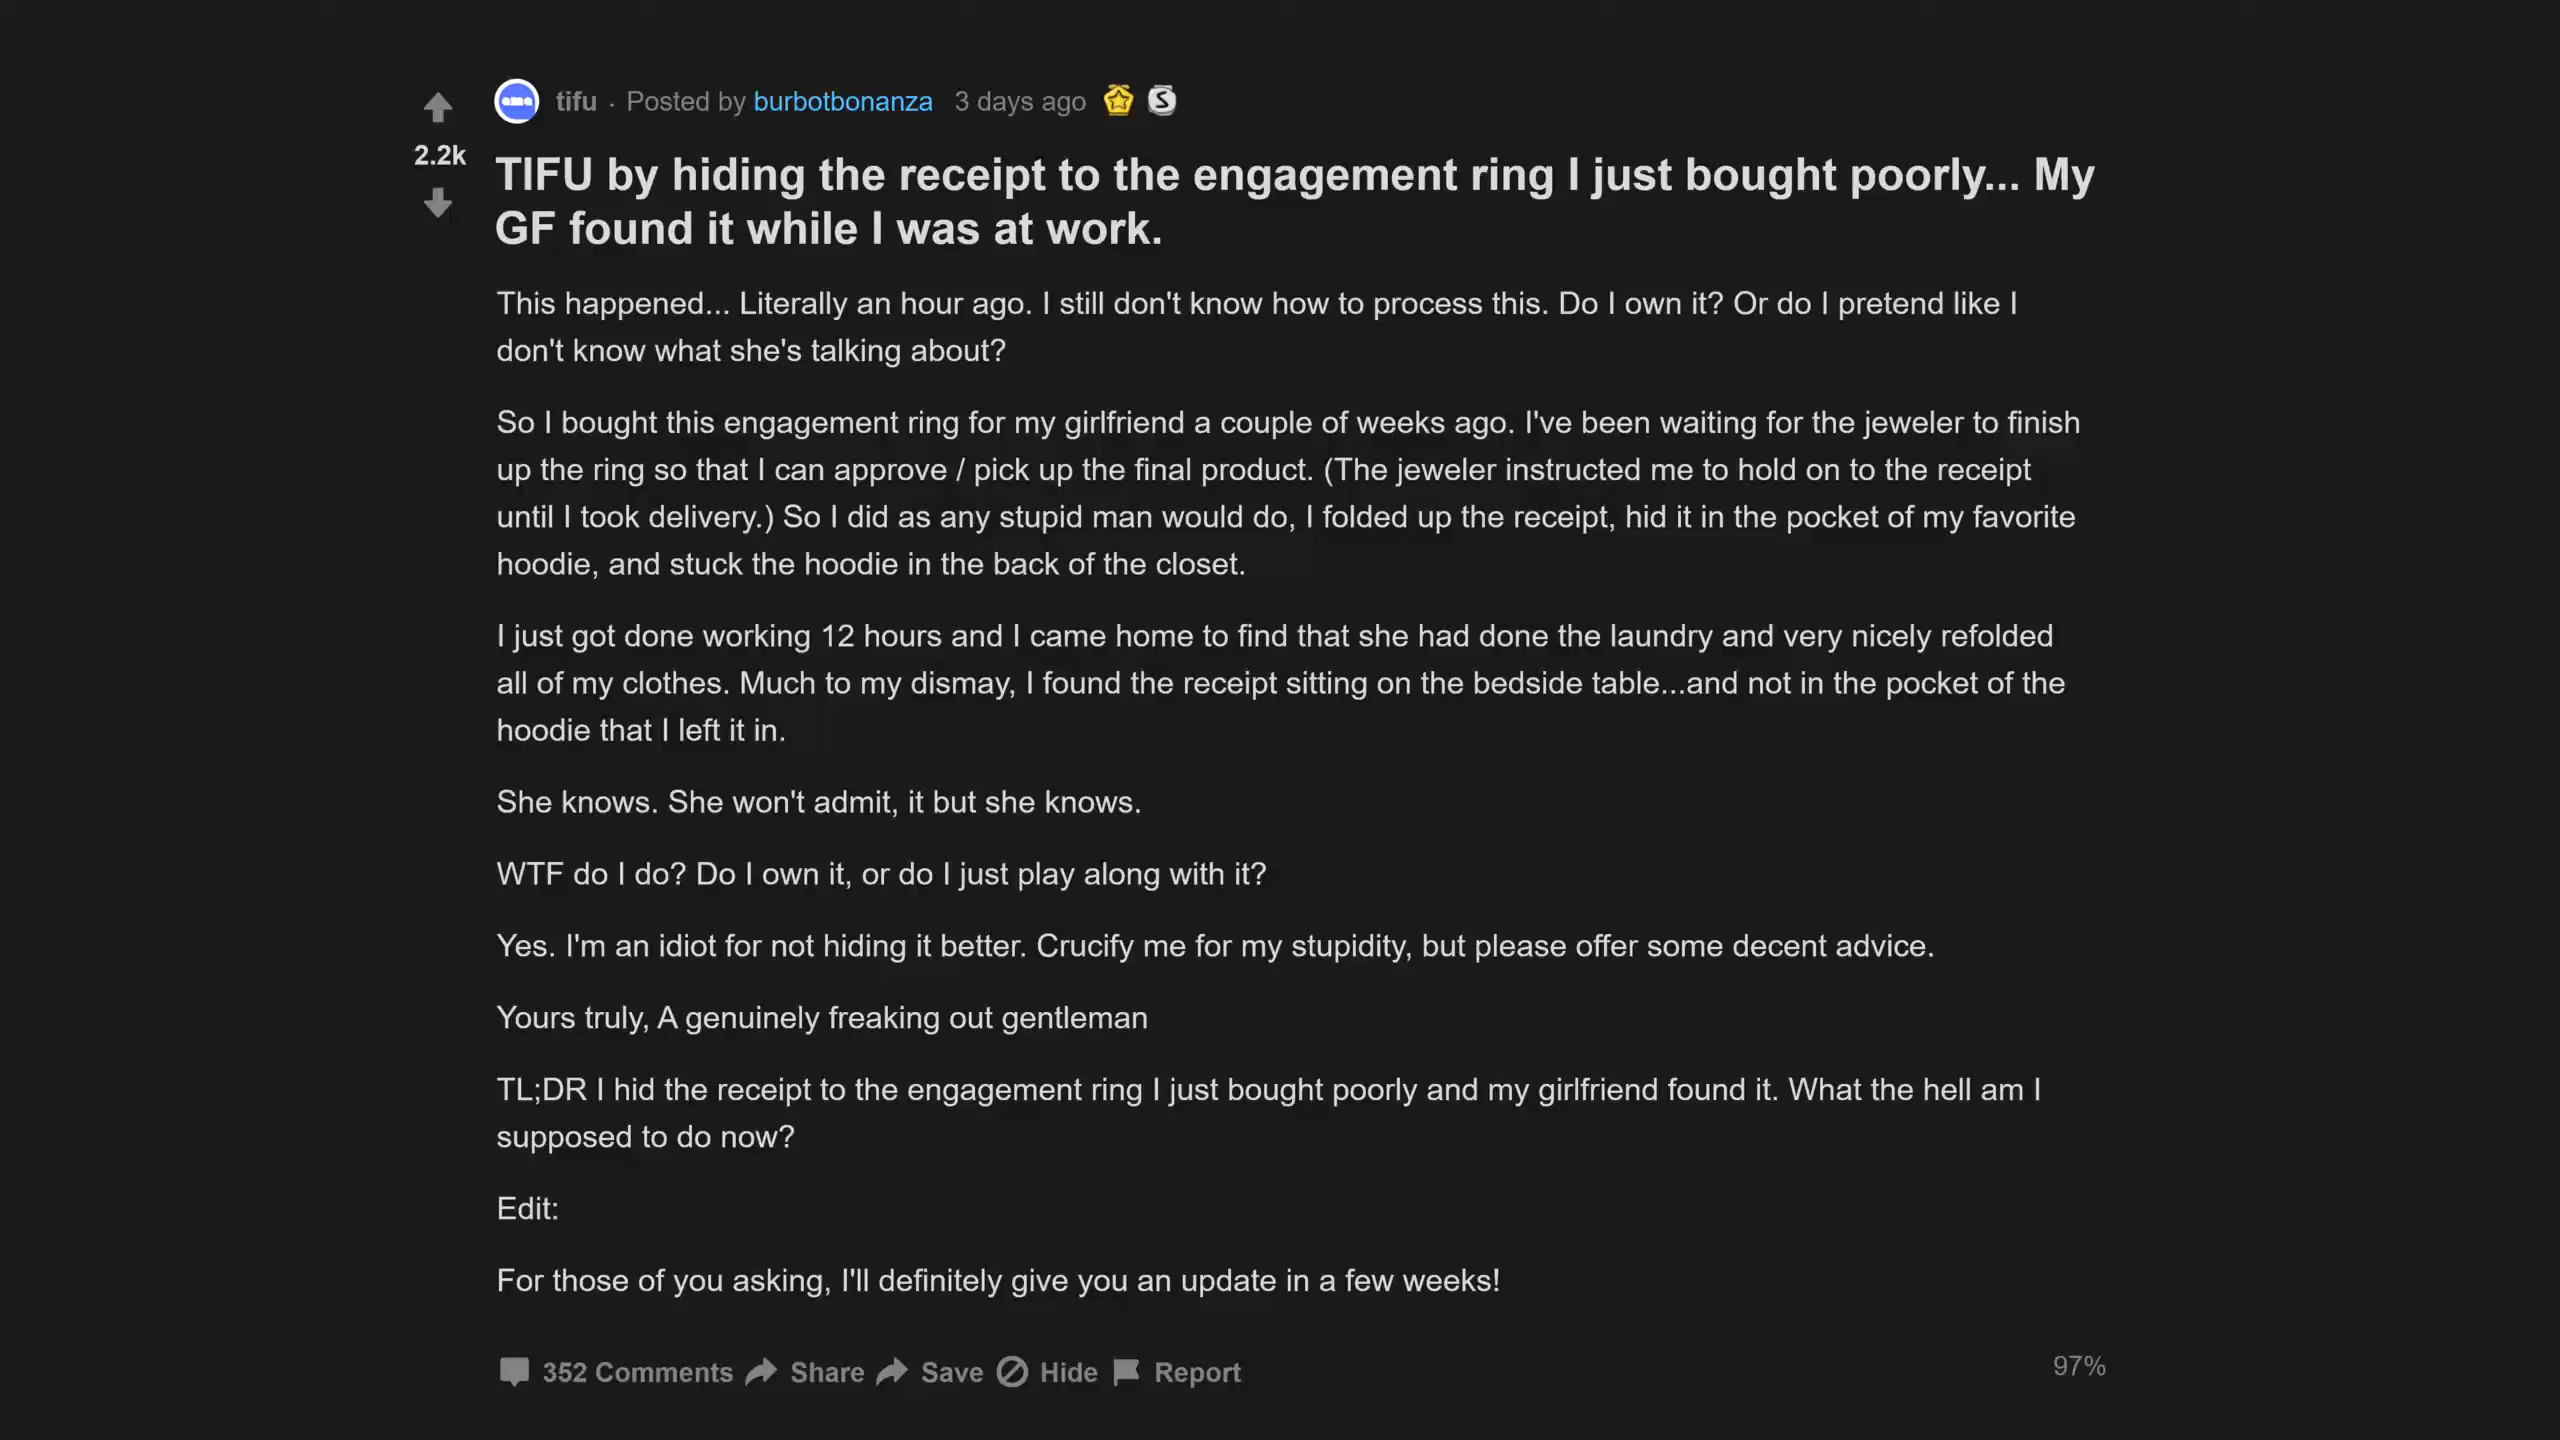 tifu · Posted by burbotbonanza 3 days ago
2.2k
TIFU by hiding the receipt to the engagement ring I just bought poorly... My
GF found it while I was at work.
This happened... Literally an hour ago. I still don't know how to process this. Do I own it? Or do I pretend like I
don't know what she's talking about?
So I bought this engagement ring for my girlfriend a couple of weeks ago. I've been waiting for the jeweler to finish
up the ring so that I can approve / pick up the final product. (The jeweler instructed me to hold on to the receipt
until I took delivery.) So I did as any stupid man would do, I folded up the receipt, hid it in the pocket of my favorite
hoodie, and stuck the hoodie in the back of the closet.
I just got done working 12 hours and I came home to find that she had done the laundry and very nicely refolded
all of my clothes. Much to my dismay, I found the receipt sitting on the bedside table...and not in the pocket of the
hoodie that I left it in.
She knows. She won't admit, it but she knows.
WTF do I do? Do I own it, or do I just play along with it?
Yes. I'm an idiot for not hiding it better. Crucify me for my stupidity, but please offer some decent advice.
Yours truly, A genuinely freaking out gentleman
TL;DR I hid the receipt to the engagement ring I just bought poorly and my girlfriend found it. What the hell am I
supposed to do now?
Edit:
For those of you asking, I'll definitely give you an update in a few weeks!
352 Comments Share Save Hide Report 97%